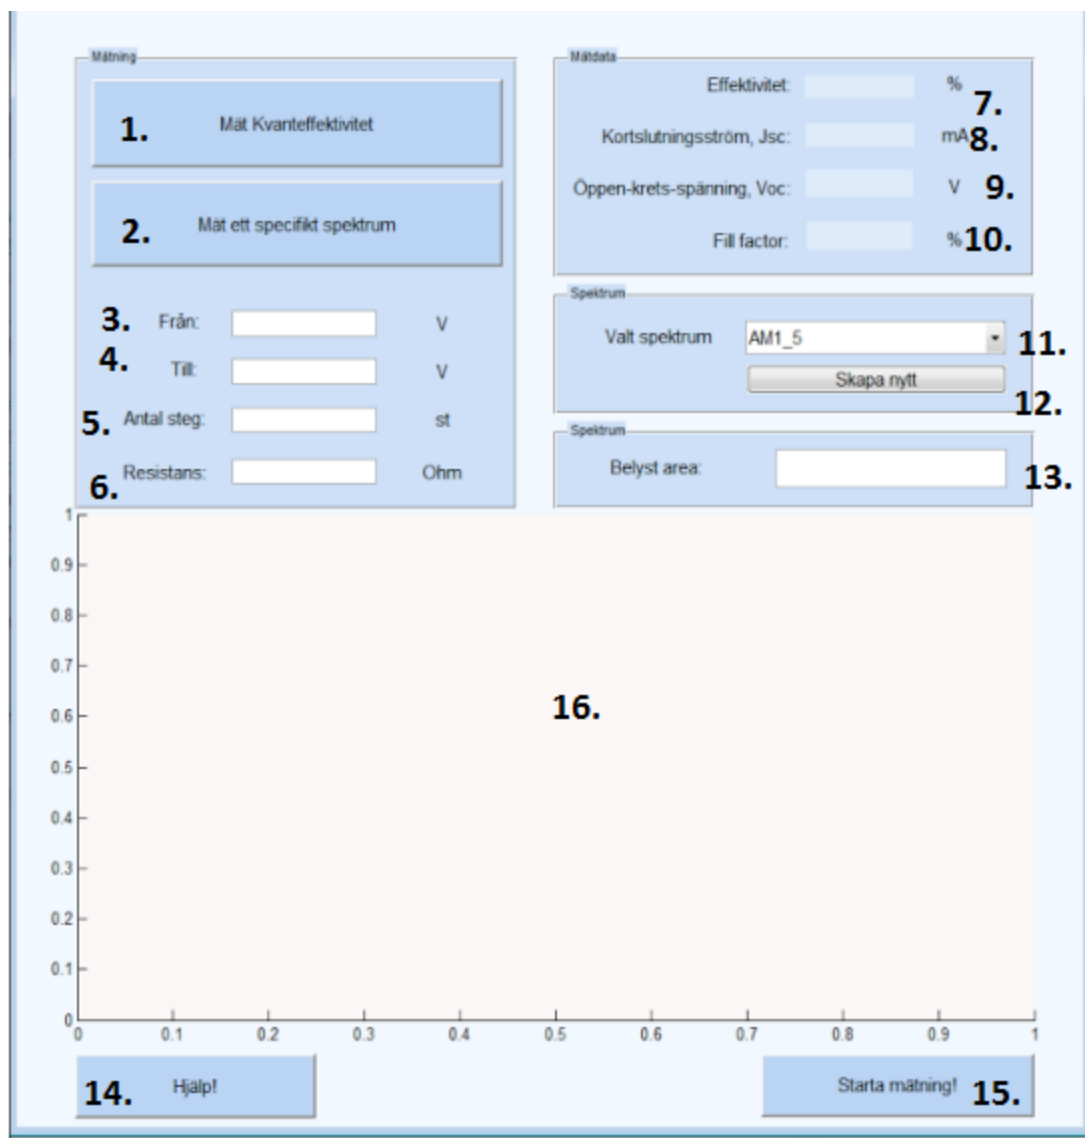 Mätning
1. Mät Kvanteffektivitet
2. Mät ett specifikt spektrum
3. Från: V
4. Till: V
5. Antal steg: st
6. Resistans: Ohm
Mätdata
Effektivitet: % 7.
Kortslutningsström, Jsc: mA 8.
Öppen-krets-spänning, Voc: V 9.
Fill factor: % 10.
Spektrum
Valt spektrum AM1_5 11.
Skapa nytt 12.
Spektrum
Belyst area: 13.
1
0.9
0.8
0.7
0.6
0.5
0.4
0.3
0.2
0.1
0
16.
0 0.1 0.2 0.3 0.4 0.5 0.6 0.7 0.8 0.9 1
14. Hjälp!
Starta mätning! 15.